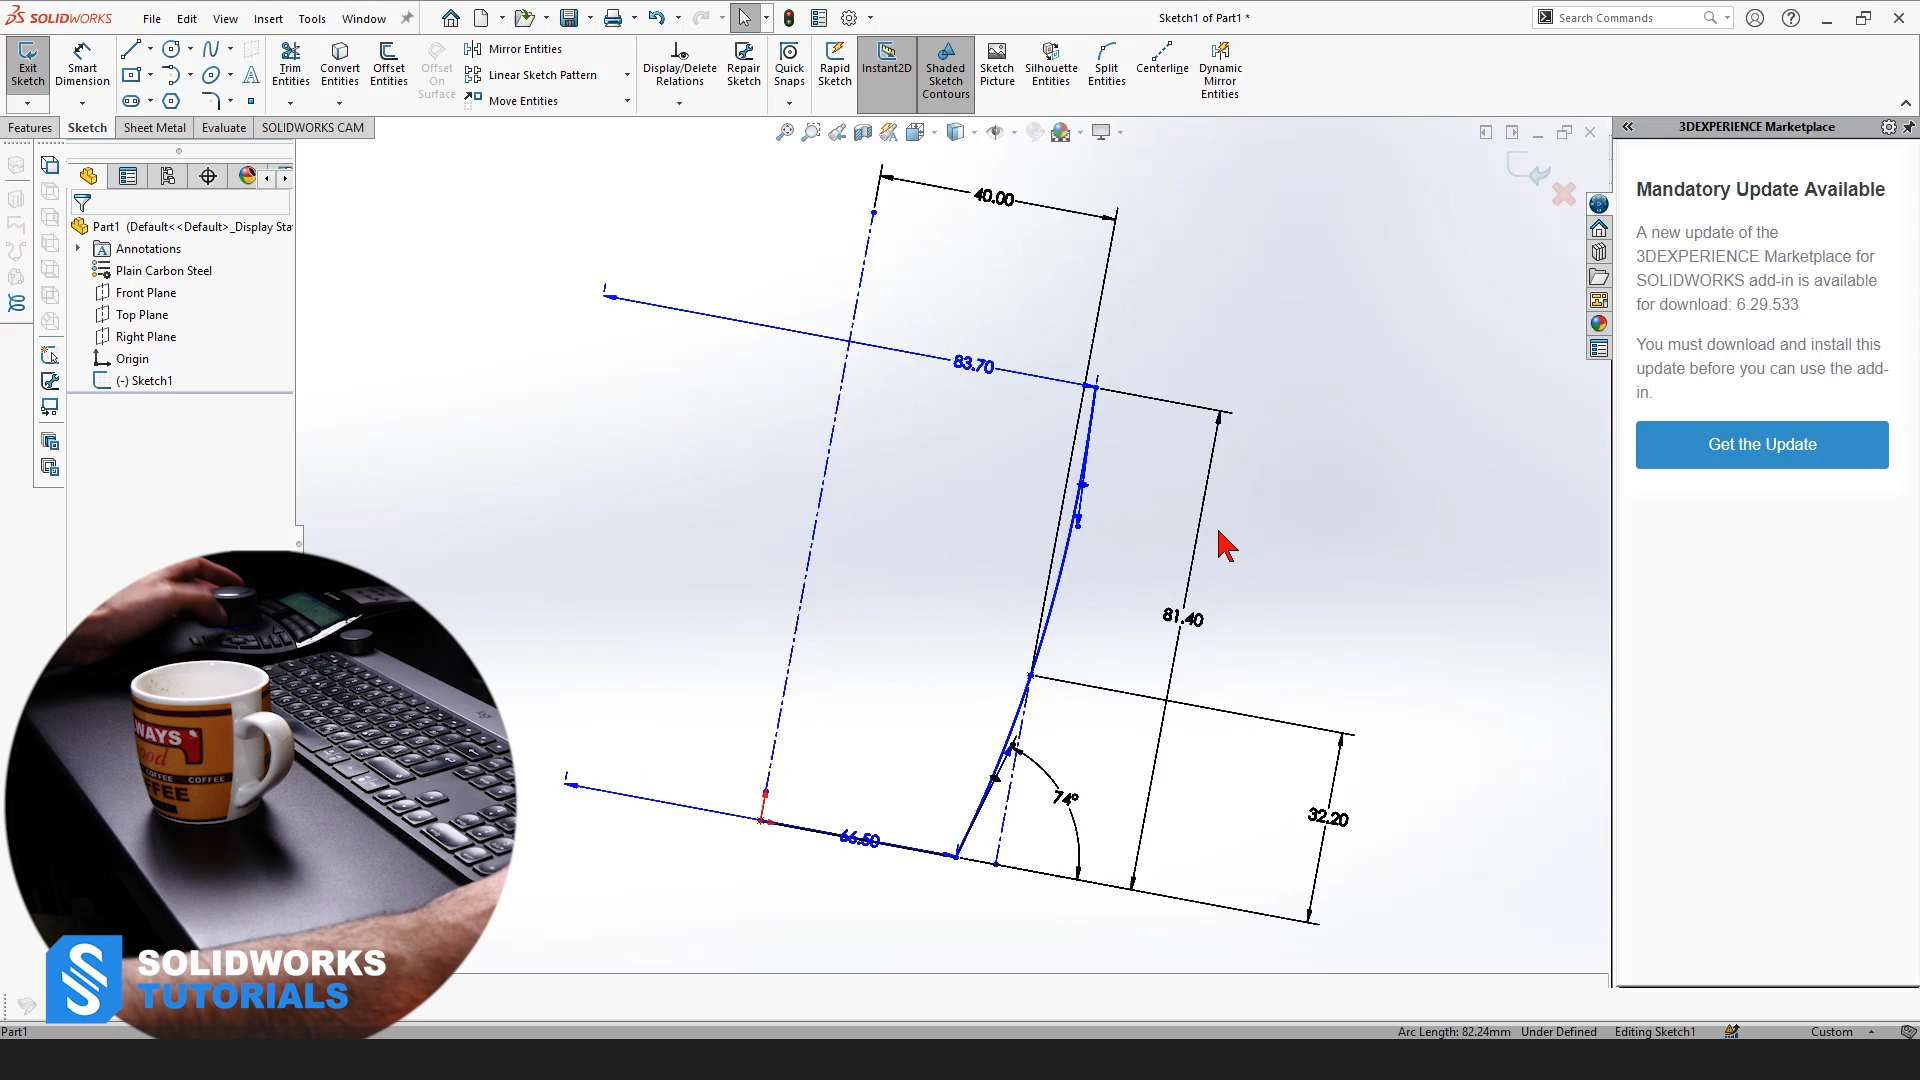 SOLIDWORKS
File
Edit
View
Insert
Tools
Window
Sketch1 of Part1 *
Search Commands
Exit
Sketch
Smart
Dimension
Trim
Entities
Convert
Entities
Offset
Entities
Offset
On
Surface
Mirror Entities
Linear Sketch Pattern
Move Entities
Display/Delete
Relations
Repair
Sketch
Quick
Snaps
Rapid
Sketch
Instant2D
Shaded
Sketch
Contours
Sketch
Picture
Silhouette
Entities
Split
Entities
Centerline
Dynamic
Mirror
Entities
Features
Sketch
Sheet Metal
Evaluate
SOLIDWORKS CAM
Part1 (Default<<Default>_Display Sta
Annotations
Plain Carbon Steel
Front Plane
Top Plane
Right Plane
Origin
(-) Sketch1
40.00
83.70
81.40
74°
32.20
66.50
3DEXPERIENCE Marketplace
Mandatory Update Available
A new update of the
3DEXPERIENCE Marketplace for
SOLIDWORKS add-in is available
for download: 6.29.533
You must download and install this
update before you can use the add-
in.
Get the Update
WAYS
ood
COFFEE COFFEE
FFEE
SOLIDWORKS
TUTORIALS
Part1
Arc Length: 82.24mm
Under Defined
Editing Sketch1
Custom